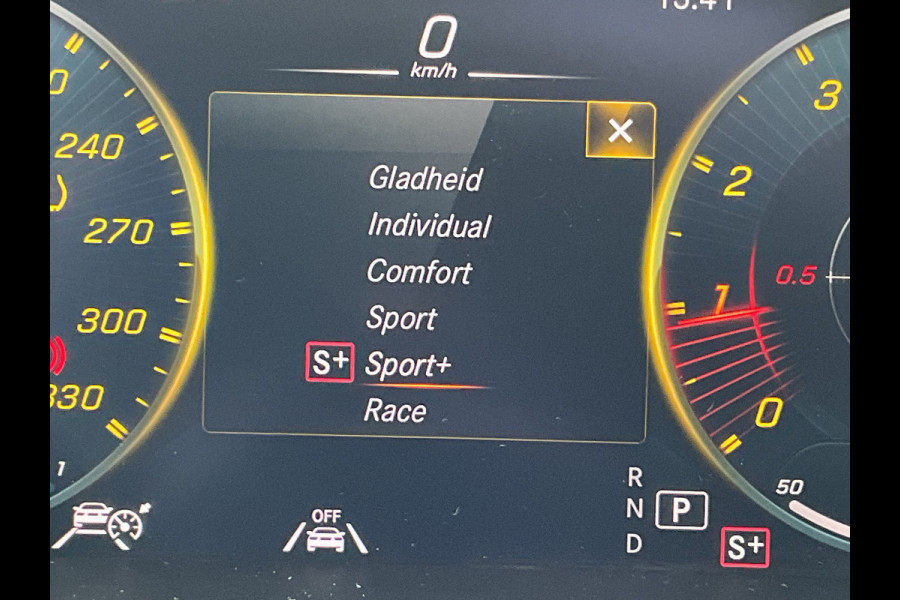 0
km/h
240
270
300
330
1
Gladheid
Individual
Comfort
Sport
S+ Sport+
Race
3
2
0.5
1
0
50
OFF
R
N P
D
S+